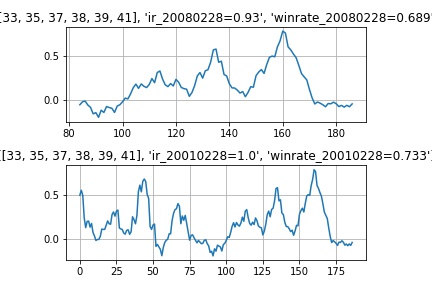 [33, 35, 37, 38, 39, 41], 'ir_20080228=0.93', 'winrate_20080228=0.689'
0.5
0.0
80 100 120 140 160 180
[33, 35, 37, 38, 39, 41], 'ir_20010228=1.0', 'winrate_20010228=0.733']
0.5
0.0
0 25 50 75 100 125 150 175